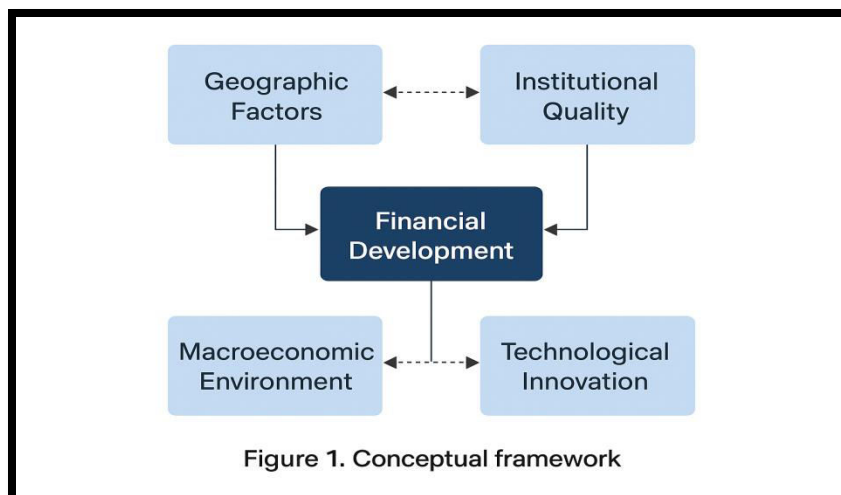 Geographic
Factors
Institutional
Quality
Financial
Development
Macroeconomic
Environment
Technological
Innovation
Figure 1. Conceptual framework